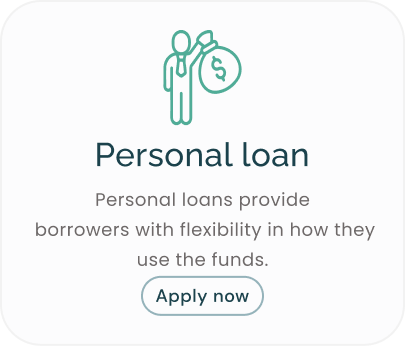 $
Personal loan
Personal loans provide
borrowers with flexibility in how they
use the funds.
Apply now